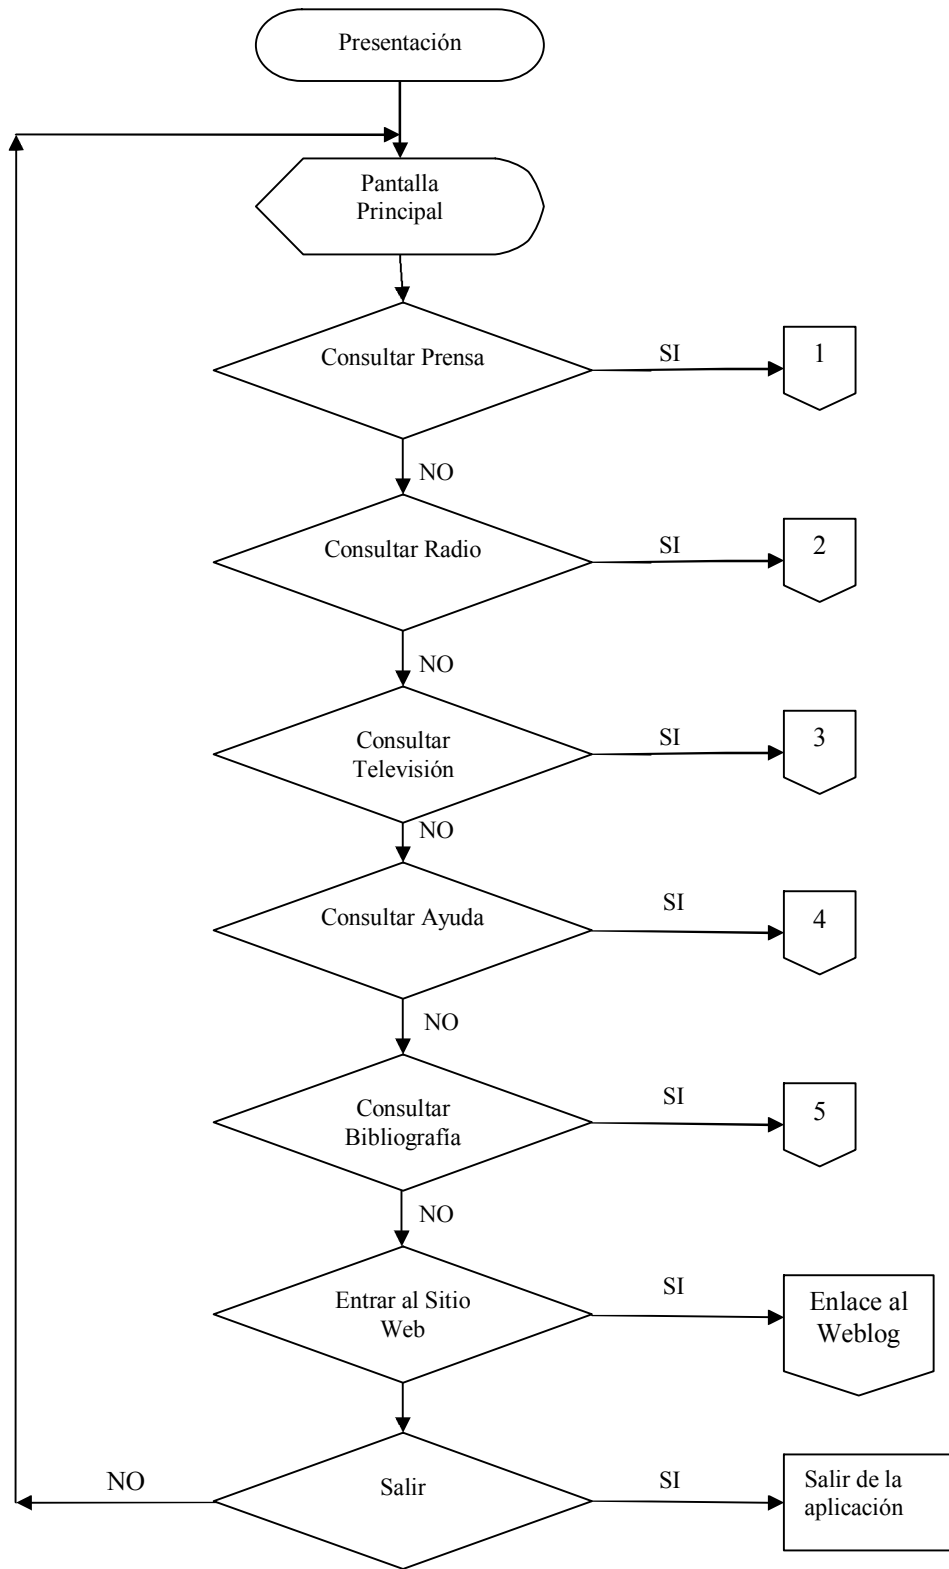 Presentación
Pantalla
Principal
Consultar Prensa
SI
1
NO
Consultar Radio
SI
2
NO
Consultar
Televisión
SI
3
NO
Consultar Ayuda
SI
4
NO
Consultar
Bibliografía
SI
5
NO
Entrar al Sitio
Web
SI
Enlace al
Weblog
NO
Salir
SI
Salir de la
aplicación